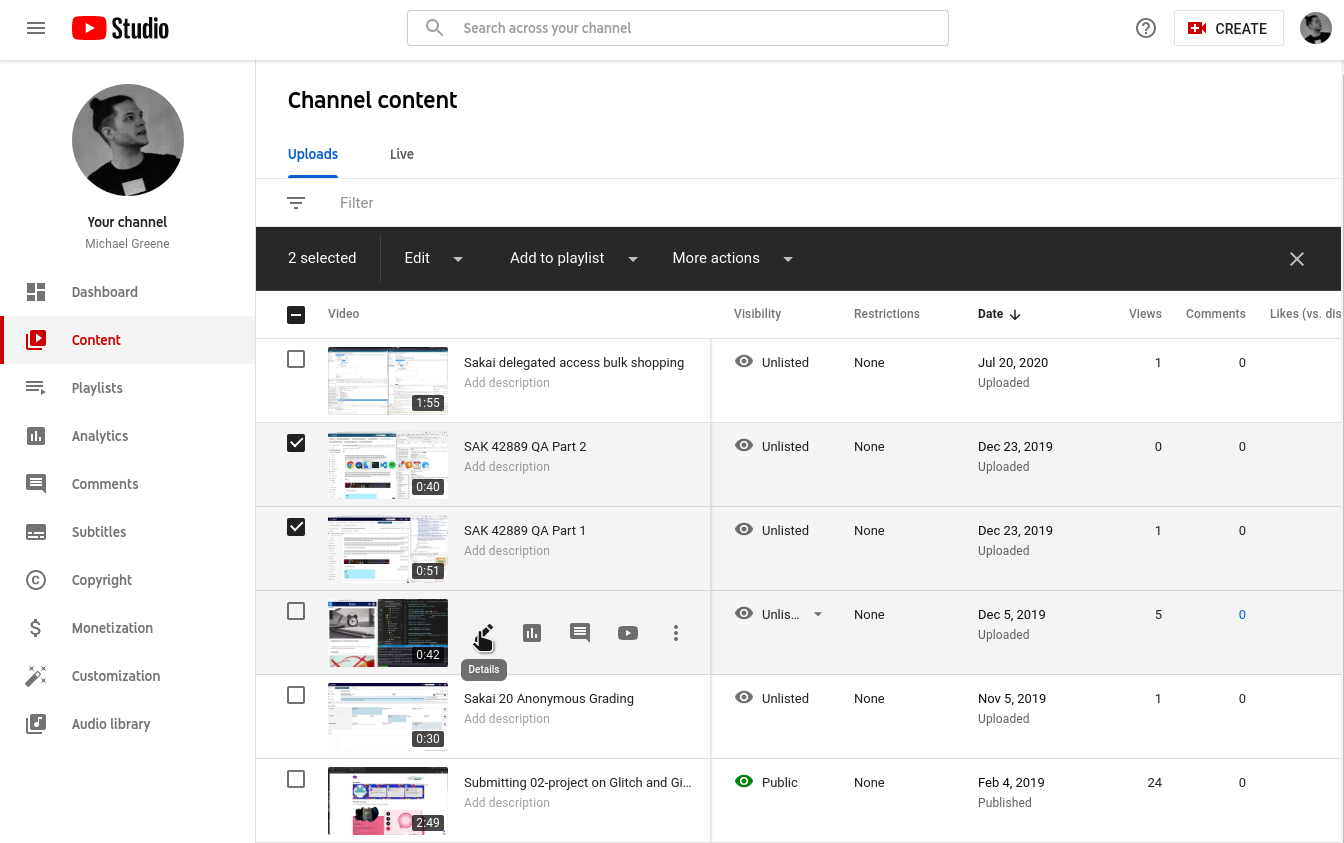 Studio
Search across your channel
CREATE
Your channel
Michael Greene
Dashboard
Content
Playlists
Analytics
Comments
Subtitles
Copyright
Monetization
Customization
Audio library
Channel content
Uploads Live
Filter
2 selected Edit Add to playlist More actions
Video Visibility Restrictions Date Views Comments Likes (vs. dis
1:55 Sakai delegated access bulk shopping Unlisted None Jul 20, 2020 1 0
Add description Uploaded
0:40 SAK 42889 QA Part 2 Unlisted None Dec 23, 2019 0 0
Add description Uploaded
0:51 SAK 42889 QA Part 1 Unlisted None Dec 23, 2019 1 0
Add description Uploaded
0:42 Unlis... None Dec 5, 2019 5 0
Uploaded
Details
0:30 Sakai 20 Anonymous Grading Unlisted None Nov 5, 2019 1 0
Add description Uploaded
2:49 Submitting 02-project on Glitch and Gi... Public None Feb 4, 2019 24 0
Add description Published